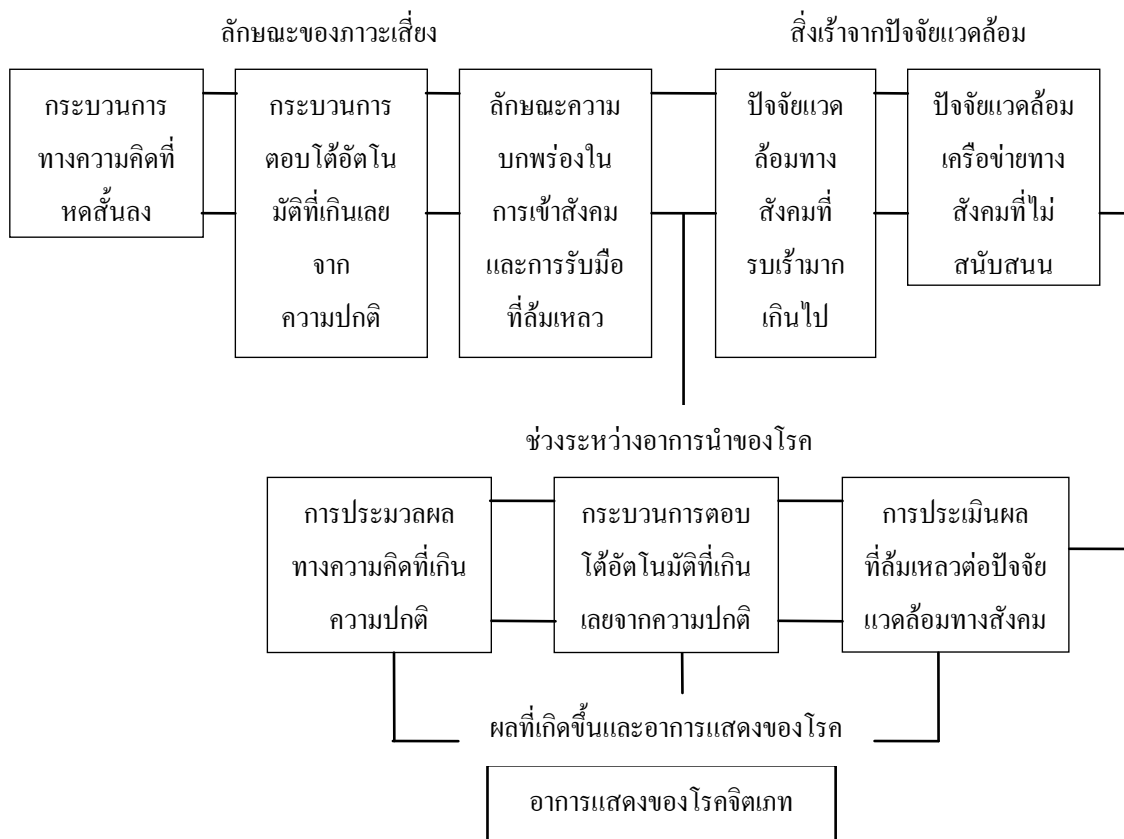 ลักษณะของภาวะเสี่ยง
สิ่งเร้าจากปัจจัยแวดล้อม
กระบวนการ
ทางความคิดที่
หดสั้นลง
กระบวนการ
ตอบโต้อัตโน
มัติที่เกินเลย
จาก
ความปกติ
ลักษณะความ
บกพร่องใน
การเข้าสังคม
และการรับมือ
ที่ล้มเหลว
ปัจจัยแวด
ล้อมทาง
สังคมที่
รบเร้ามาก
เกินไป
ปัจจัยแวดล้อม
เครือข่ายทาง
สังคมที่ไม่
สนับสนน
ช่วงระหว่างอาการนำของโรค
การประมวลผล
ทางความคิดที่เกิน
ความปกติ
กระบวนการตอบ
โต้อัตโนมัติที่เกิน
เลยจากความปกติ
การประเมินผล
ที่ล้มเหลวต่อปัจจัย
แวดล้อมทางสังคม
ผลที่เกิดขึ้นและอาการแสดงของโรค
อาการแสดงของโรคจิตเภท